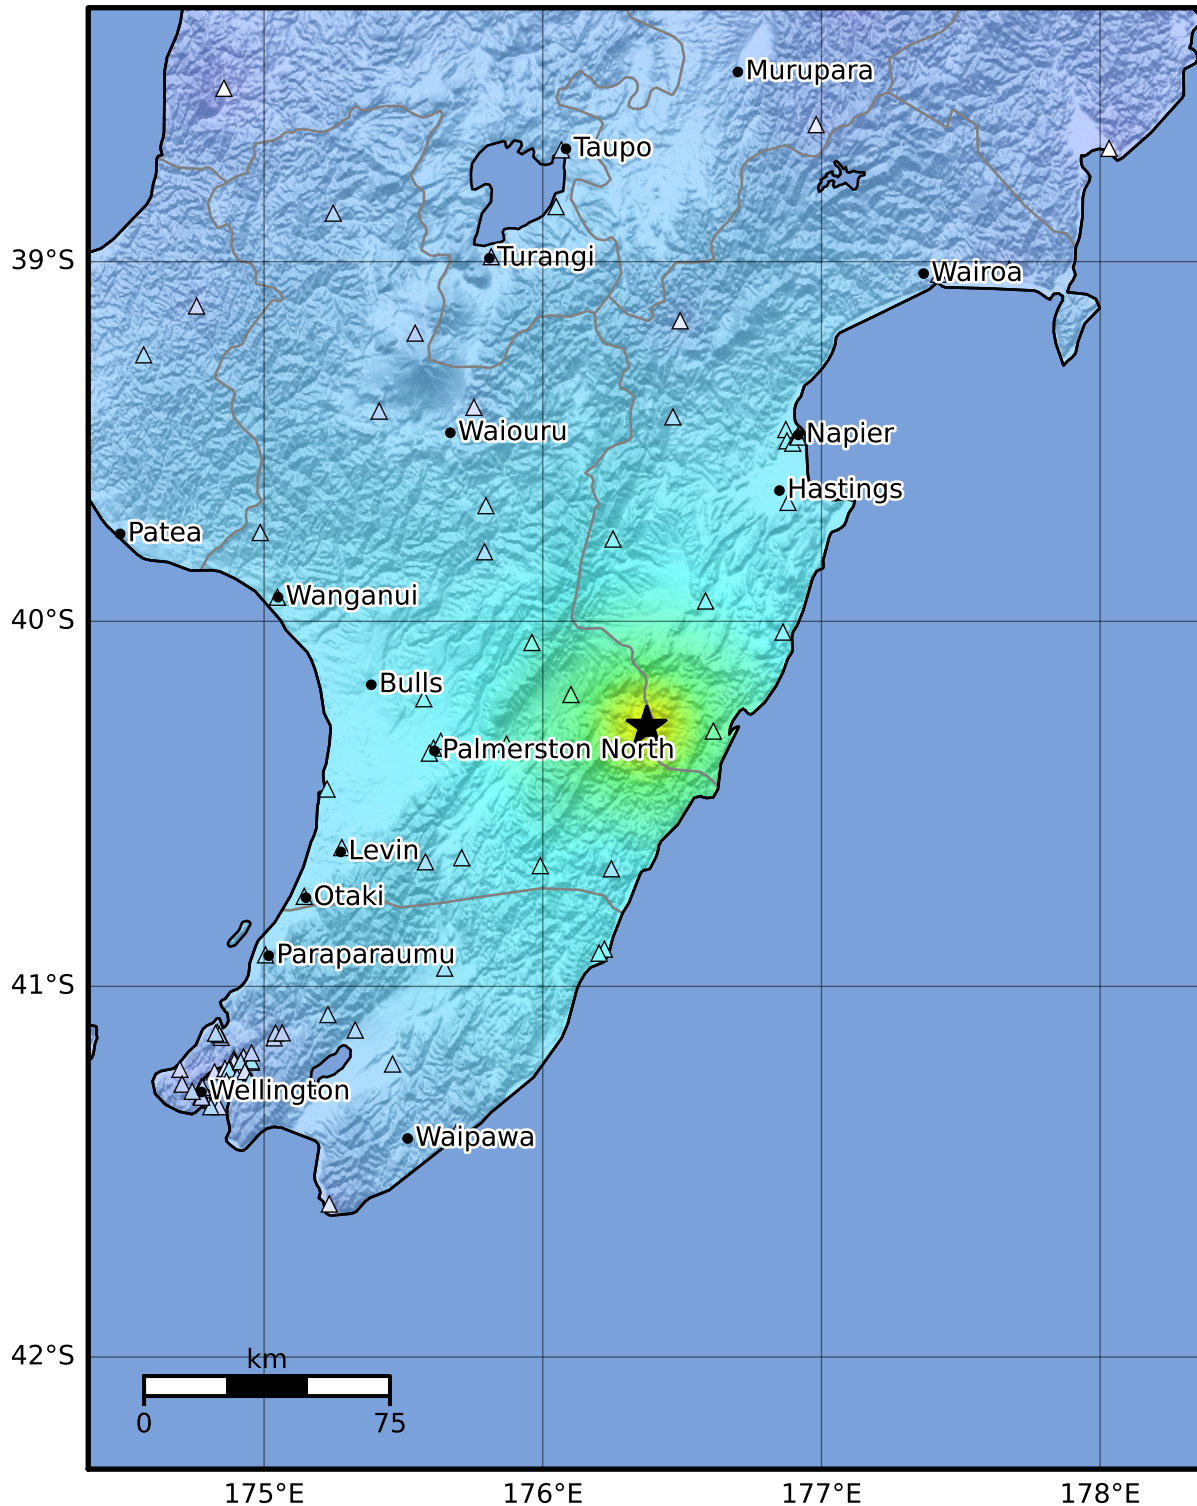 Murupara
Taupo
Turangi
39°S
Wairoa
Waiouru
Napier
Hastings
Patea
Wanganui
40°S
Bulls
Palmerston North
Levin
Otaki
Paraparaumu
41°S
Wellington
Waipawa
42°S
km
0
75
175°E
176°E
177°E
178°E